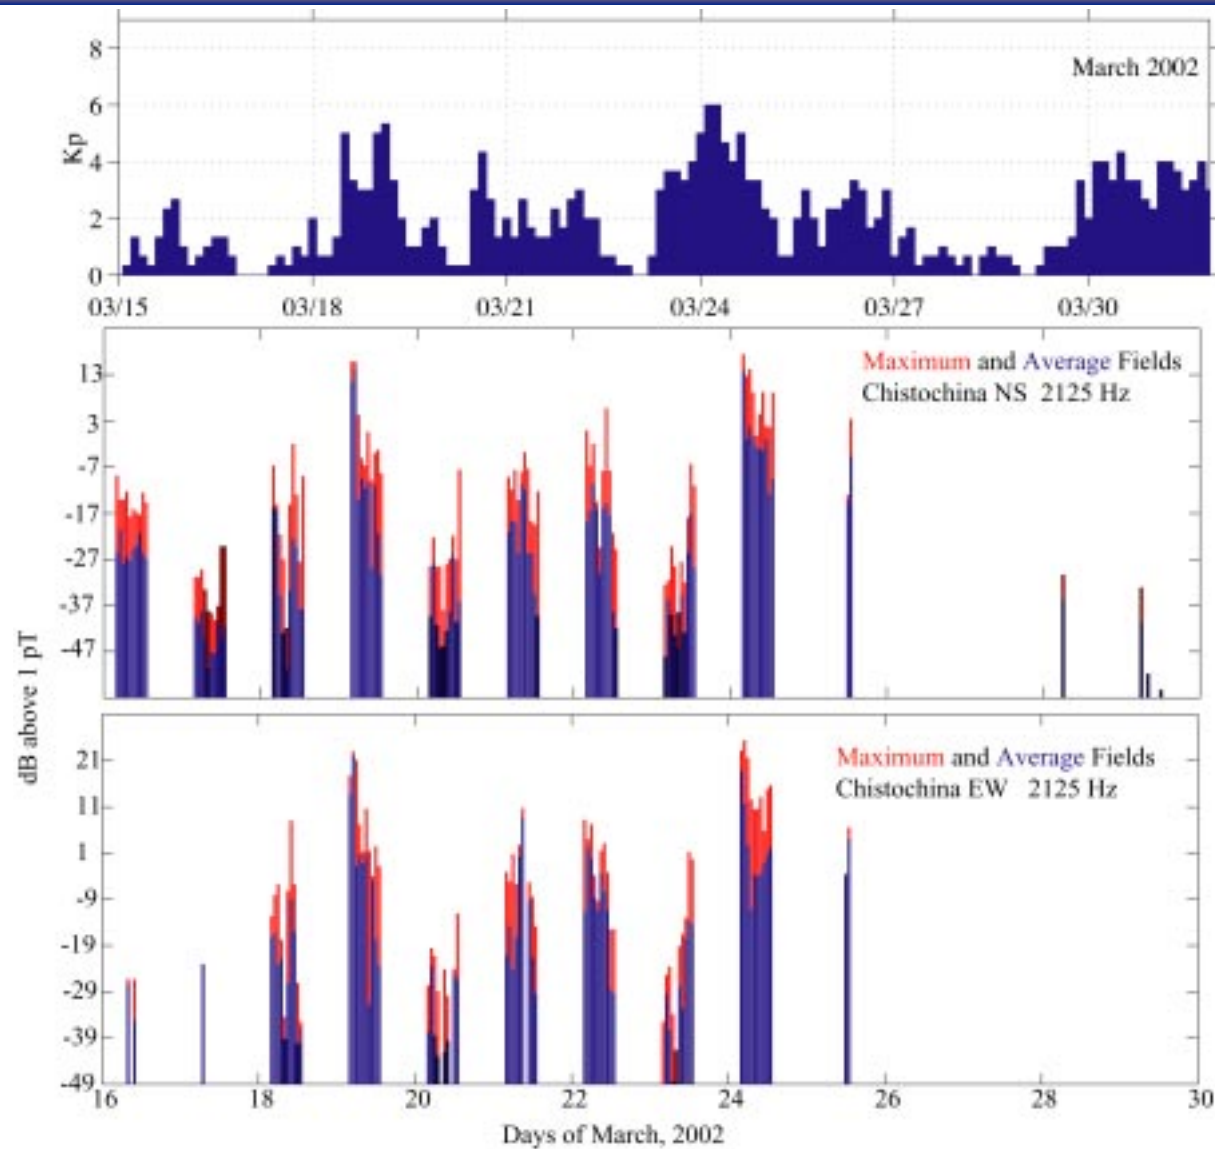 March 2002
Kp
8
6
4
2
0
03/15 03/18 03/21 03/24 03/27 03/30
Maximum and Average Fields
Chistochina NS 2125 Hz
13
3
-7
-17
-27
-37
-47
dB above 1 pT
Maximum and Average Fields
Chistochina EW 2125 Hz
21
11
1
-9
-19
-29
-39
-49
16 18 20 22 24 26 28 30
Days of March, 2002